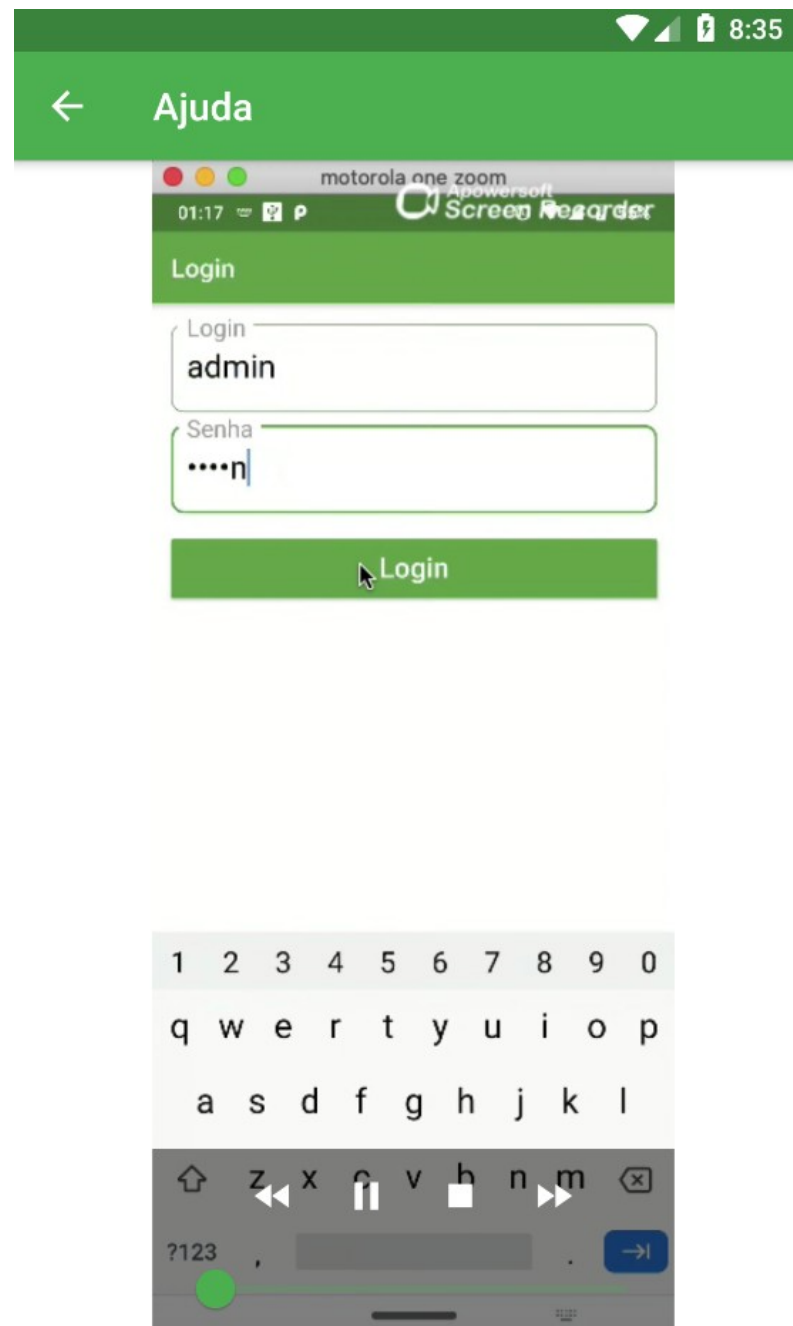 8:35
Ajuda
motorola one zoom
Apowersoft
01:17
Screen Recorder
Login
Login
admin
Senha
••••n
Login
1 2 3 4 5 6 7 8 9 0
q w e r t y u i o p
a s d f g h j k l
z x c v b n m
?123 , .